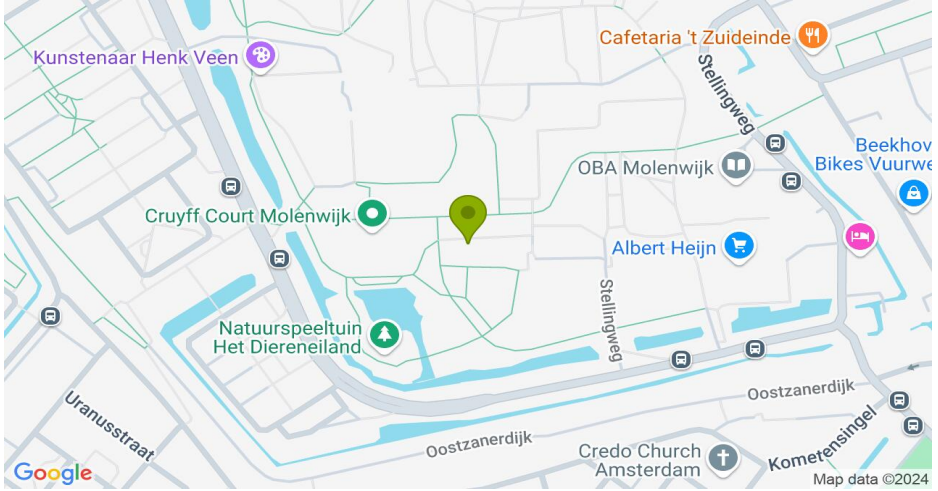 Cafetaria 't Zuideinde
Kunstenaar Henk Veen
Stellingweg
Beekhov
Bikes Vuurwe
OBA Molenwijk
Cruyff Court Molenwijk
Albert Heijn
Stellingweg
Natuurspeeltuin
Het Diereneiland
Uranusstraat
Oostzanerdijk
Oostzanerdijk
Kometensingel
Credo Church
Amsterdam
Google
Map data ©2024